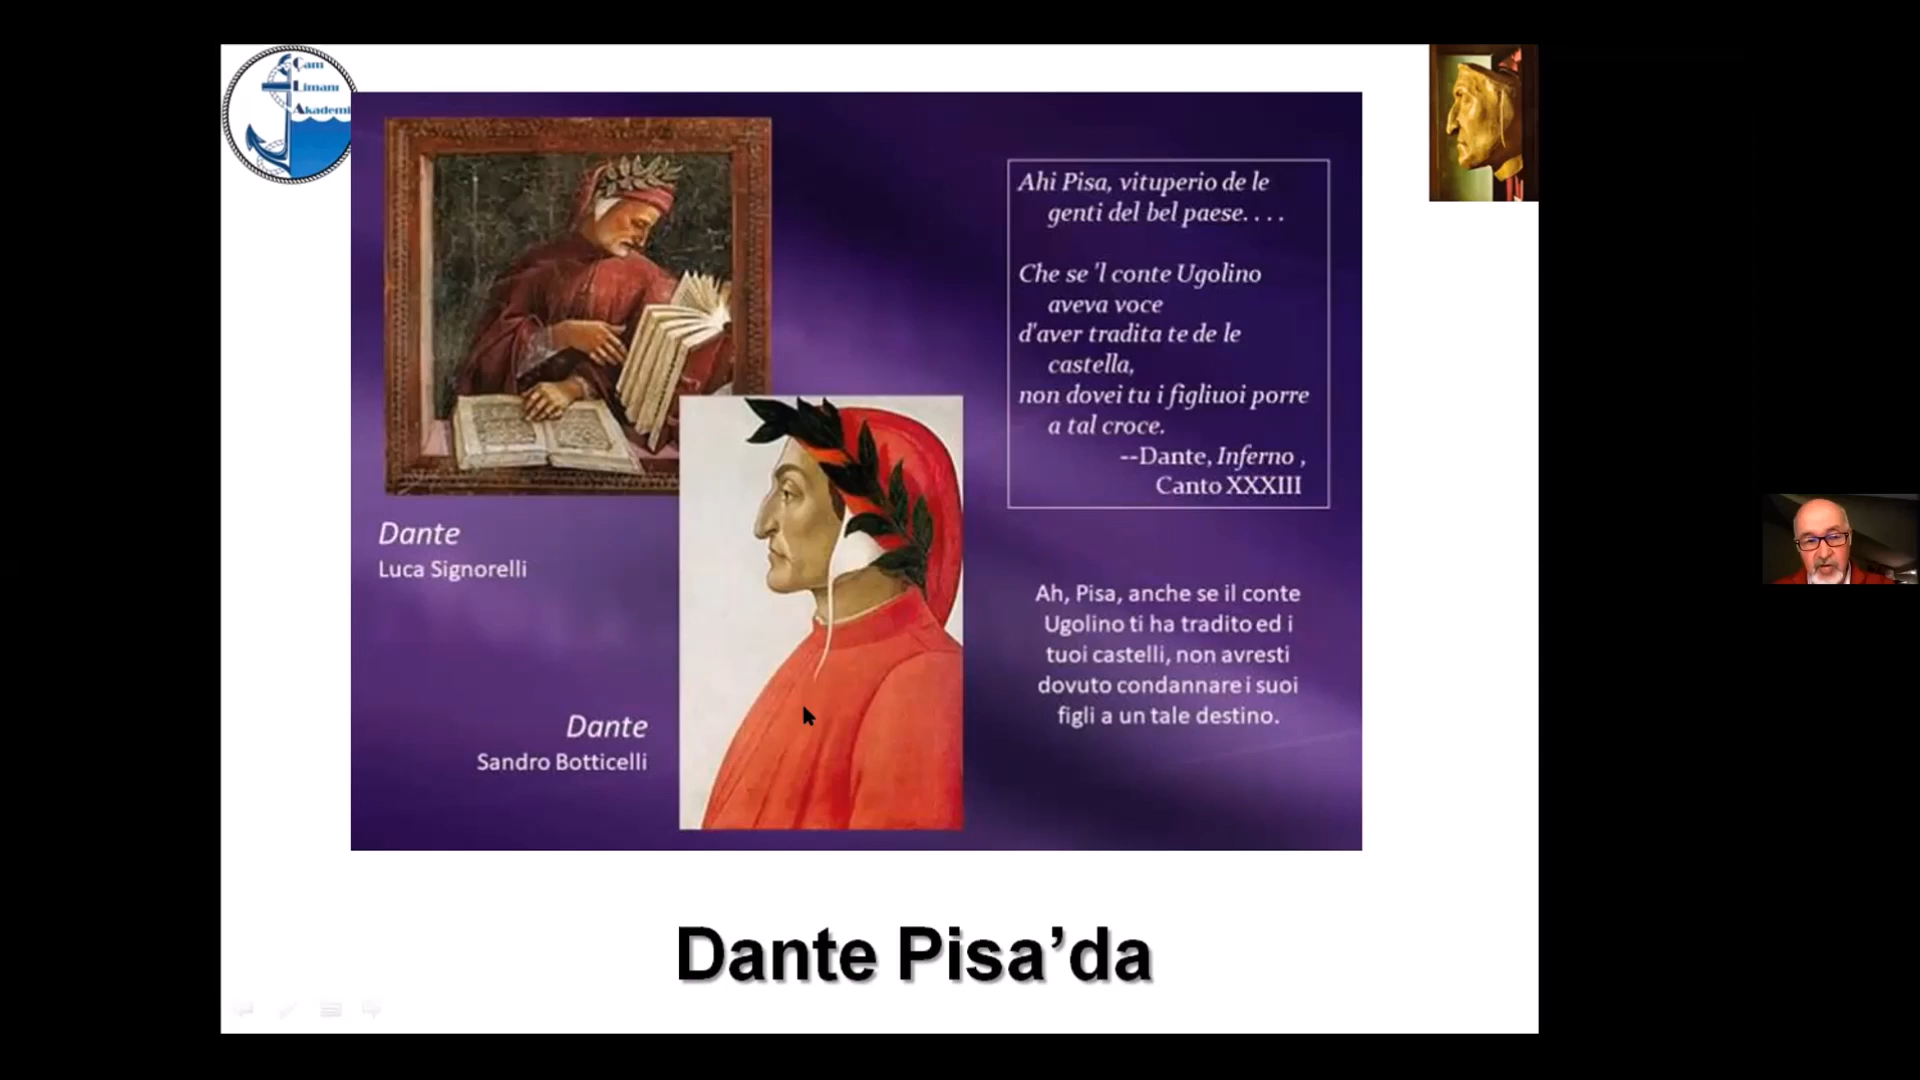 Çam
Limanı
Akademi
Ahi Pisa, vituperio de le
genti del bel paese. . . .
Che se 'l conte Ugolino
aveva voce
d'aver tradita te de le
castella,
non dovei tu i figliuoi porre
a tal croce.
--Dante, Inferno ,
Canto XXXIII
Dante
Luca Signorelli
Ah, Pisa, anche se il conte
Ugolino ti ha tradito ed i
tuoi castelli, non avresti
dovuto condannare i suoi
figli a un tale destino.
Dante
Sandro Botticelli
Dante Pisa’da